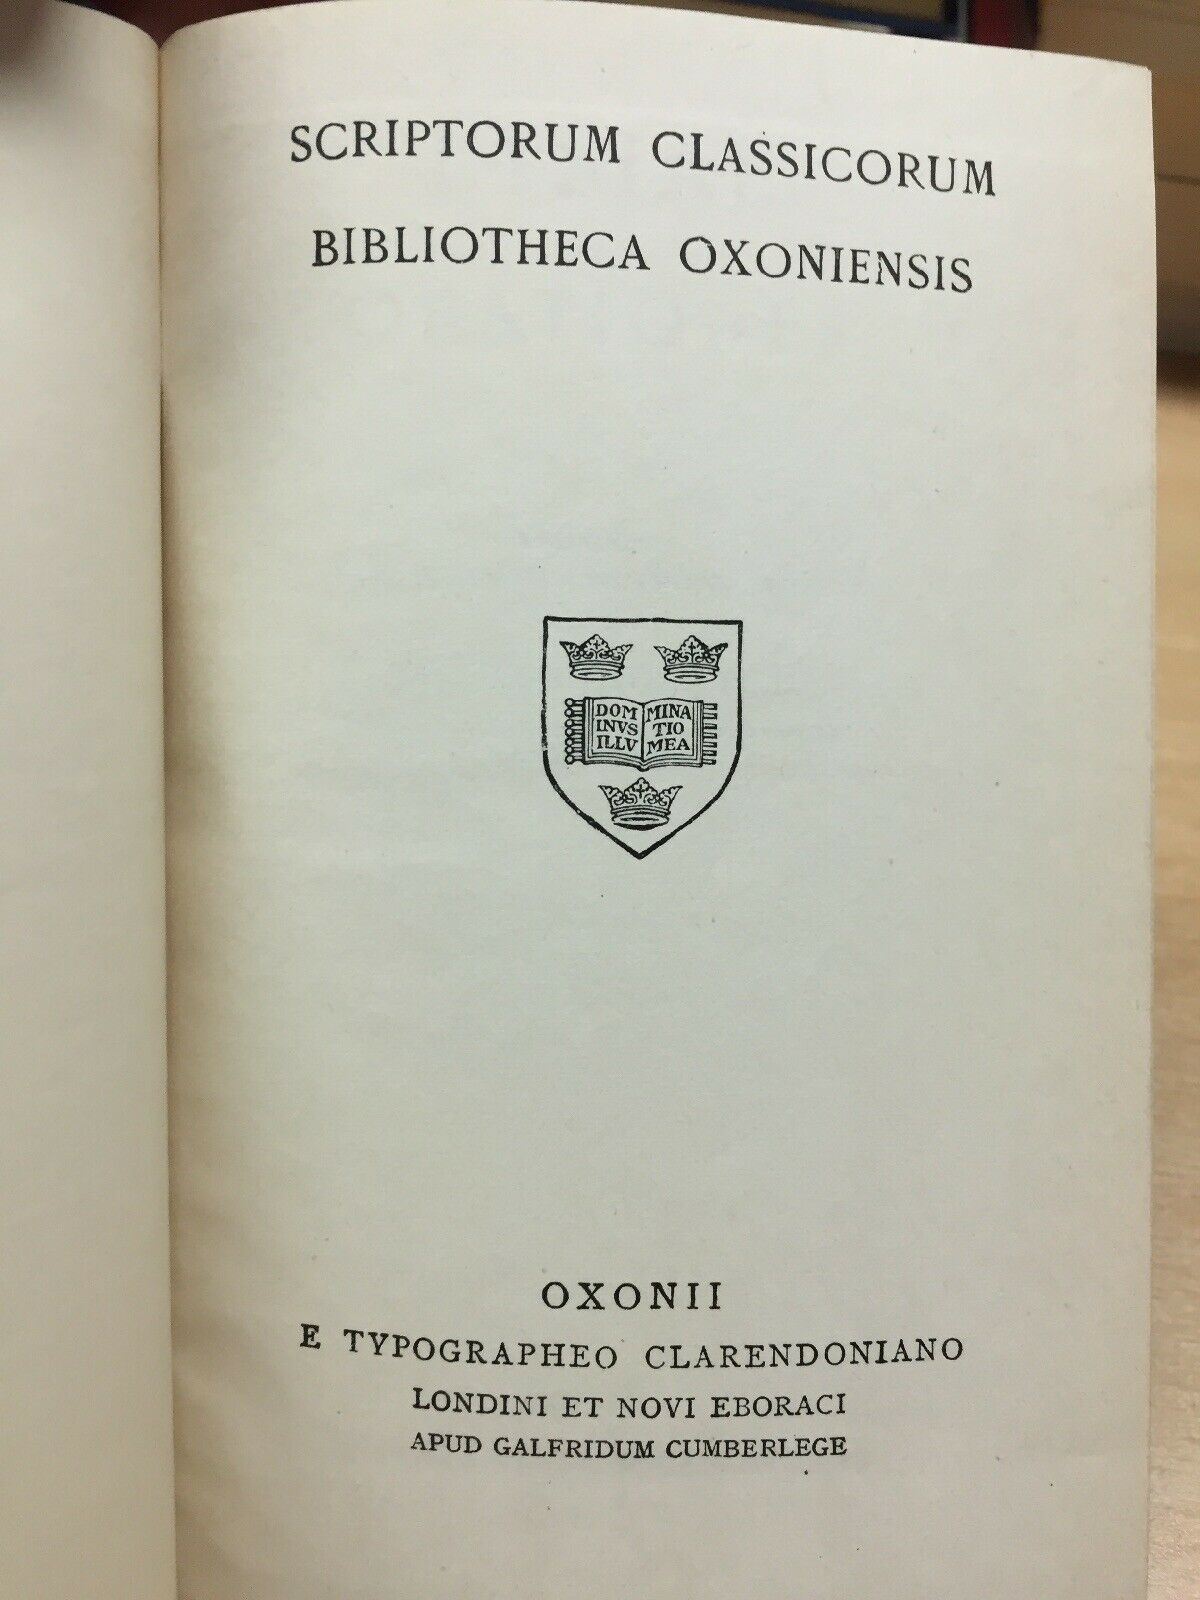 SCRIPTORUM CLASSICORUM
BIBLIOTHECA OXONIENSIS
DOM
INVS
ILLV
MINA
TIO
MEA
OXONII
E TYPOGRAPHEO CLARENDONIANO
LONDINI ET NOVI EBORACI
APUD GALFRIDUM CUMBERLEGE